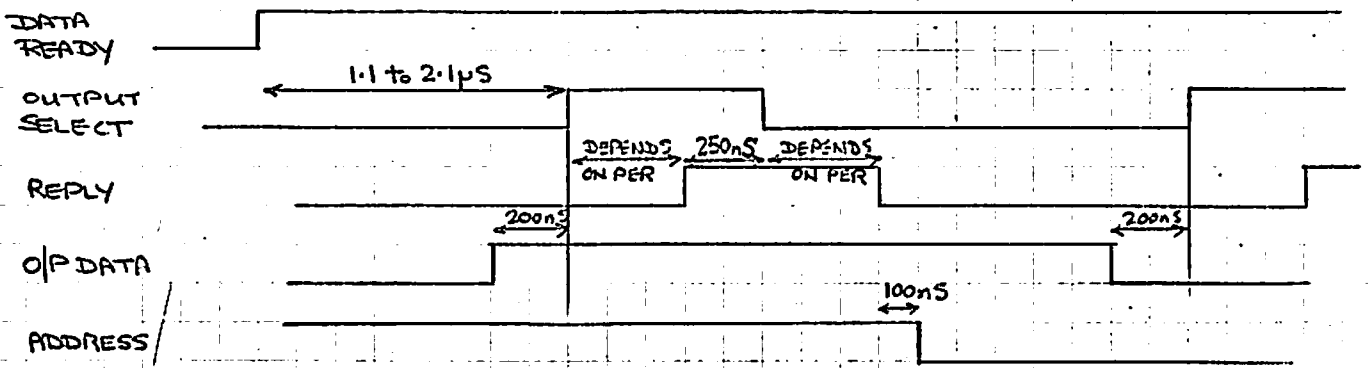 DATA
READY
1.1 to 2.1µS
OUTPUT
SELECT
DEPENDS
ON PER
250nS
DEPENDS
ON PER
REPLY
200nS
200nS
O/P DATA
100nS
ADDRESS/